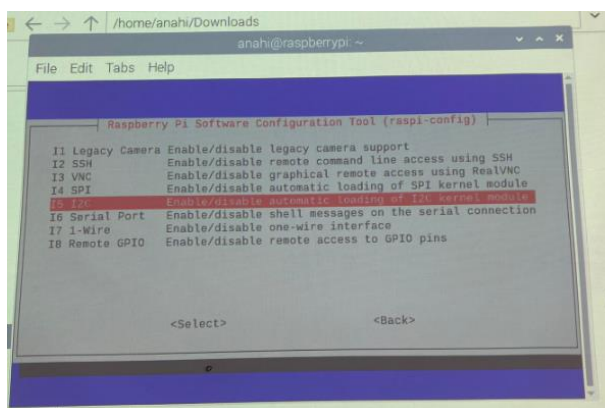 /home/anahi/Downloads
anahi@raspberrypi: ~
File Edit Tabs Help
Raspberry Pi Software Configuration Tool (raspi-config)
I1 Legacy Camera Enable/disable legacy camera support
I2 SSH Enable/disable remote command line access using SSH
I3 VNC Enable/disable graphical remote access using RealVNC
I4 SPI Enable/disable automatic loading of SPI kernel module
I5 I2C Enable/disable automatic loading of I2C kernel module
I6 Serial Port Enable/disable shell messages on the serial connection
I7 1-Wire Enable/disable one-wire interface
I8 Remote GPIO Enable/disable remote access to GPIO pins
<Select> <Back>